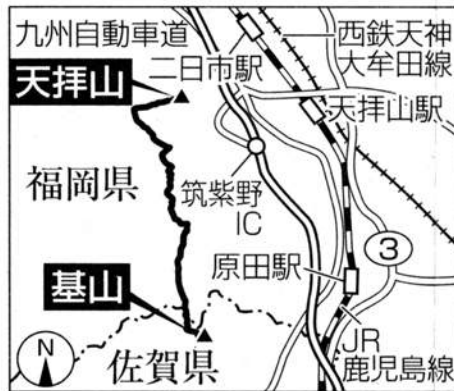 九州自動車道
西鉄天神
大牟田線
二日市駅
天拝山
天拝山駅
福岡県
筑紫野
IC
3
原田駅
基山
佐賀県
JR
鹿児島線
N